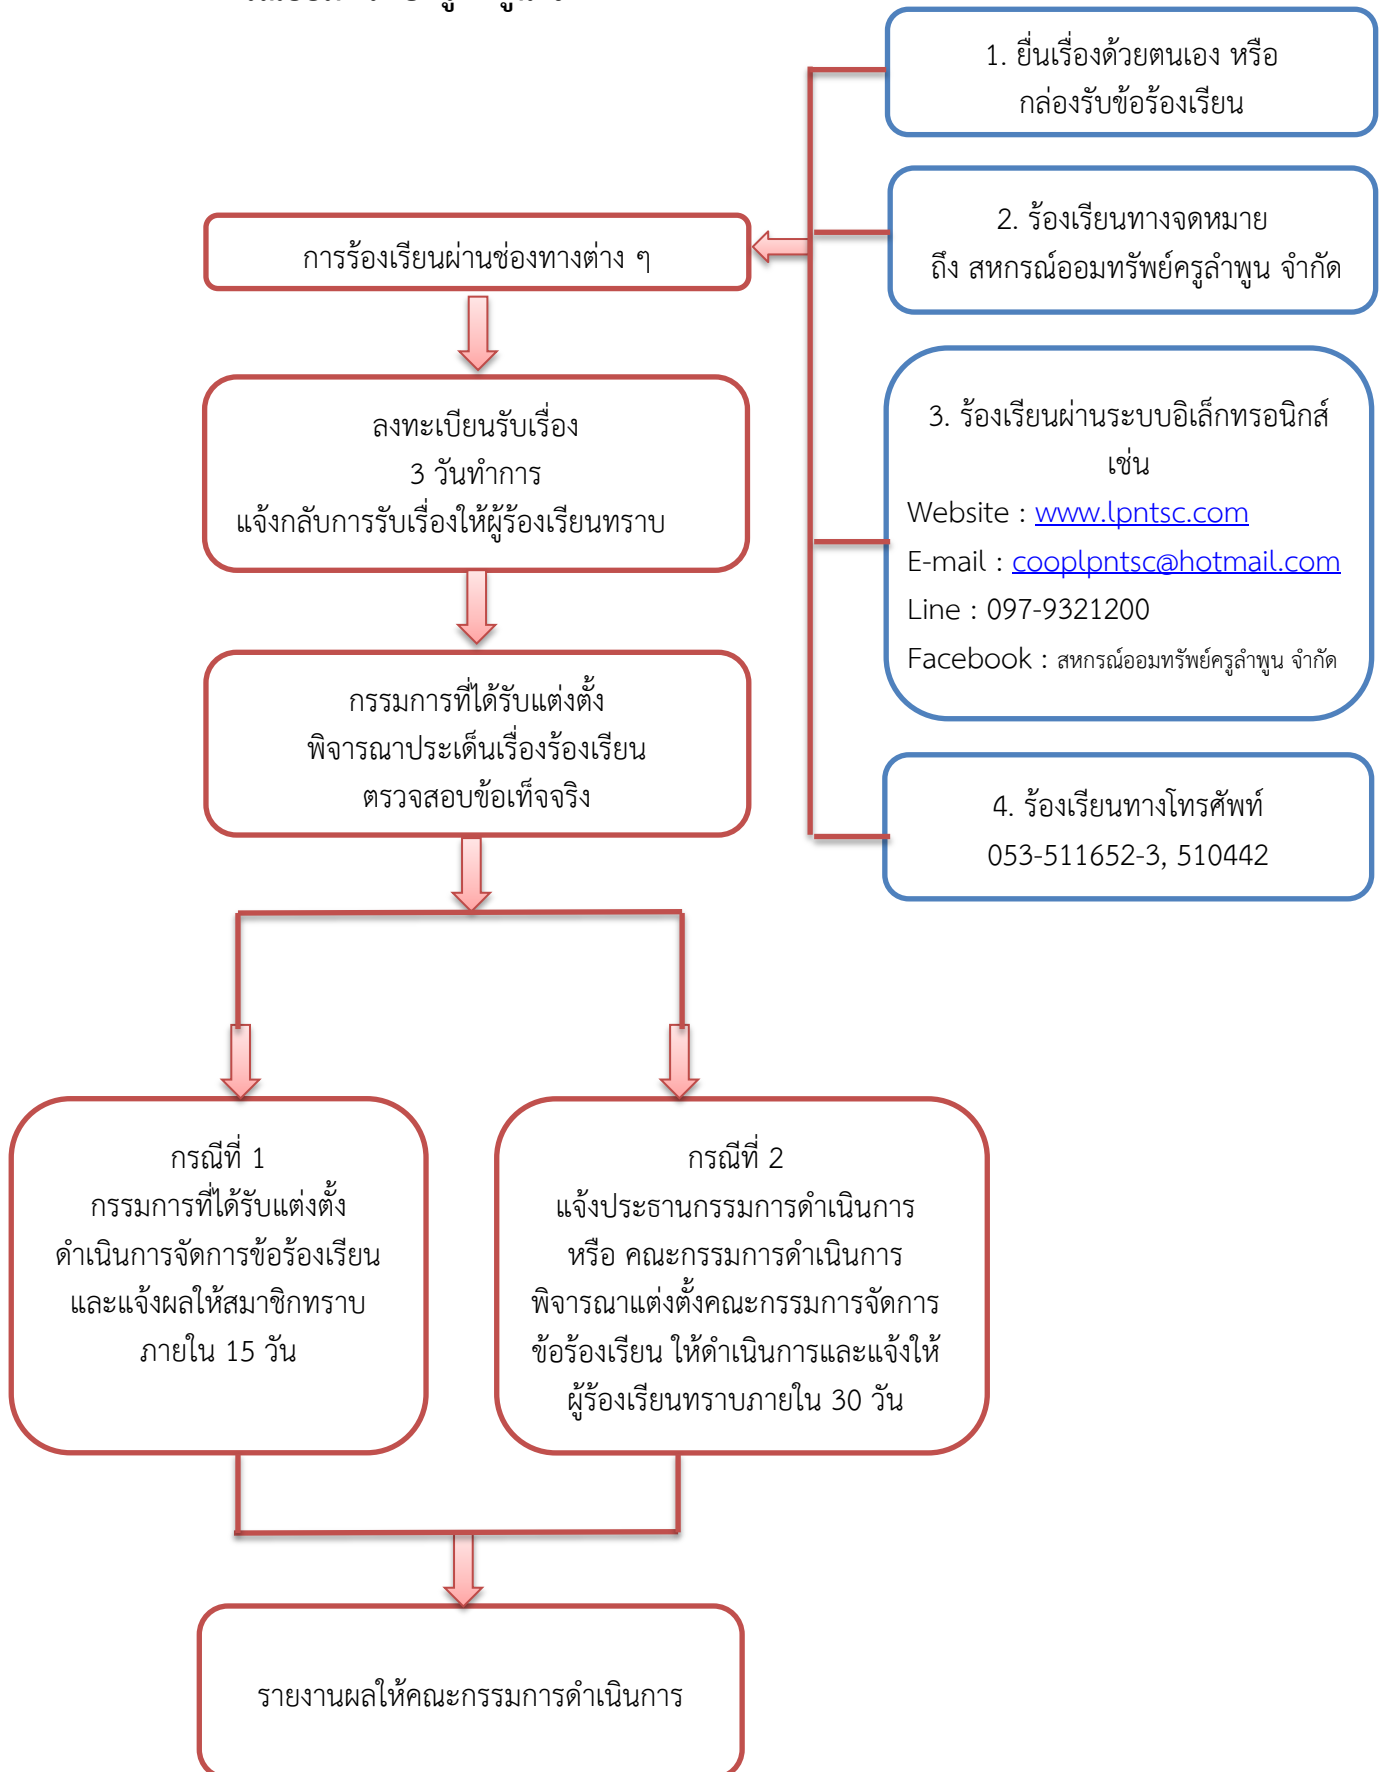 1. ยื่นเรื่องด้วยตนเอง หรือ
กล่องรับข้อร้องเรียน
2. ร้องเรียนทางจดหมาย
ถึง สหกรณ์ออมทรัพย์ครูลำพูน จำกัด
การร้องเรียนผ่านช่องทางต่าง ๆ
3. ร้องเรียนผ่านระบบอิเล็กทรอนิกส์
เช่น
Website : www.lpntsc.com
E-mail : cooplpntsc@hotmail.com
Line : 097-9321200
Facebook : สหกรณ์ออมทรัพย์ครูลำพูน จำกัด
4. ร้องเรียนทางโทรศัพท์
053-511652-3, 510442
ลงทะเบียนรับเรื่อง
3 วันทำการ
แจ้งกลับการรับเรื่องให้ผู้ร้องเรียนทราบ
กรรมการที่ได้รับแต่งตั้ง
พิจารณาประเด็นเรื่องร้องเรียน
ตรวจสอบข้อเท็จจริง
กรณีที่ 1
กรรมการที่ได้รับแต่งตั้ง
ดำเนินการจัดการข้อร้องเรียน
และแจ้งผลให้สมาชิกทราบ
ภายใน 15 วัน
กรณีที่ 2
แจ้งประธานกรรมการดำเนินการ
หรือ คณะกรรมการดำเนินการ
พิจารณาแต่งตั้งคณะกรรมการจัดการ
ข้อร้องเรียน ให้ดำเนินการและแจ้งให้
ผู้ร้องเรียนทราบภายใน 30 วัน
รายงานผลให้คณะกรรมการดำเนินการ